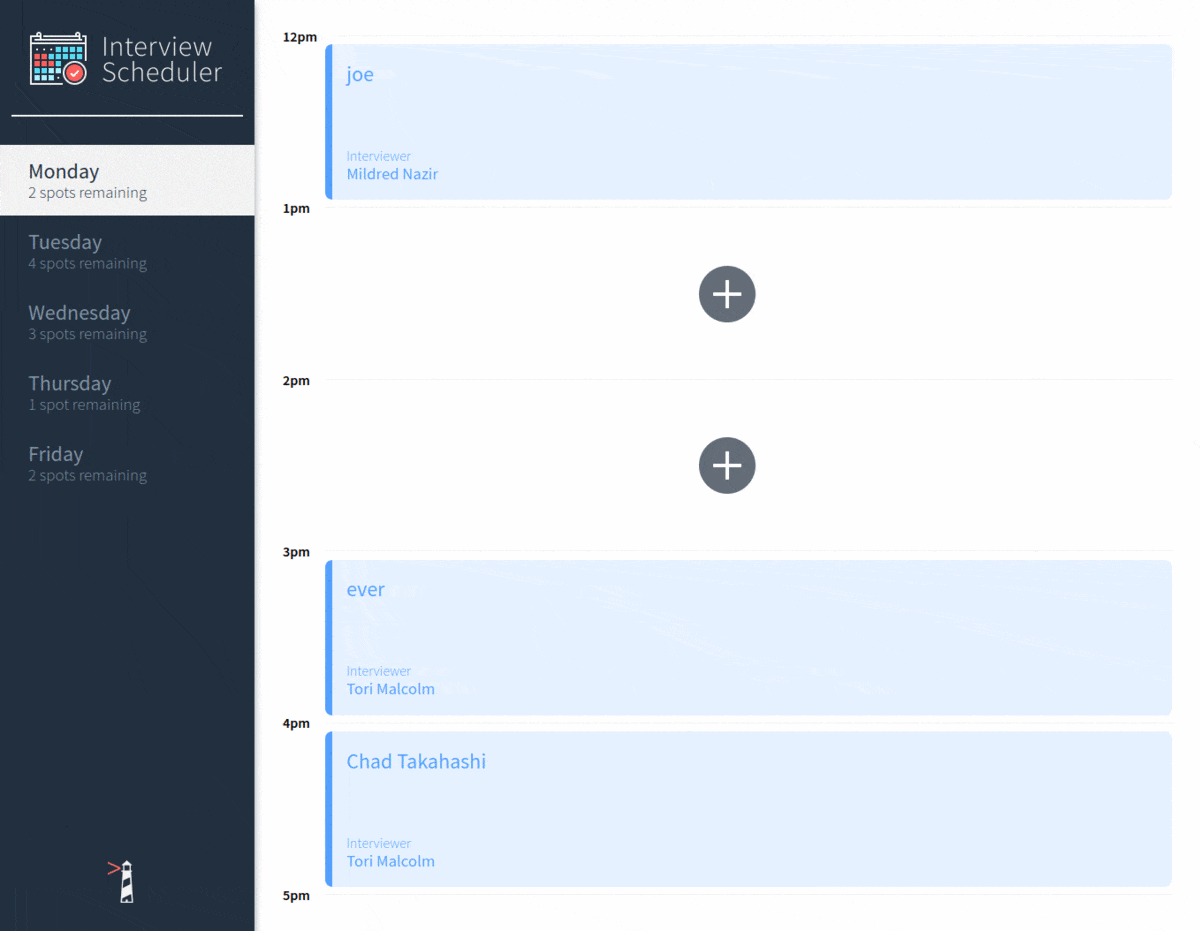 Interview
Scheduler
Monday
2 spots remaining
Tuesday
4 spots remaining
Wednesday
3 spots remaining
Thursday
1 spot remaining
Friday
2 spots remaining
12pm
joe
Interviewer
Mildred Nazir
1pm
2pm
3pm
ever
Interviewer
Tori Malcolm
4pm
Chad Takahashi
Interviewer
Tori Malcolm
5pm